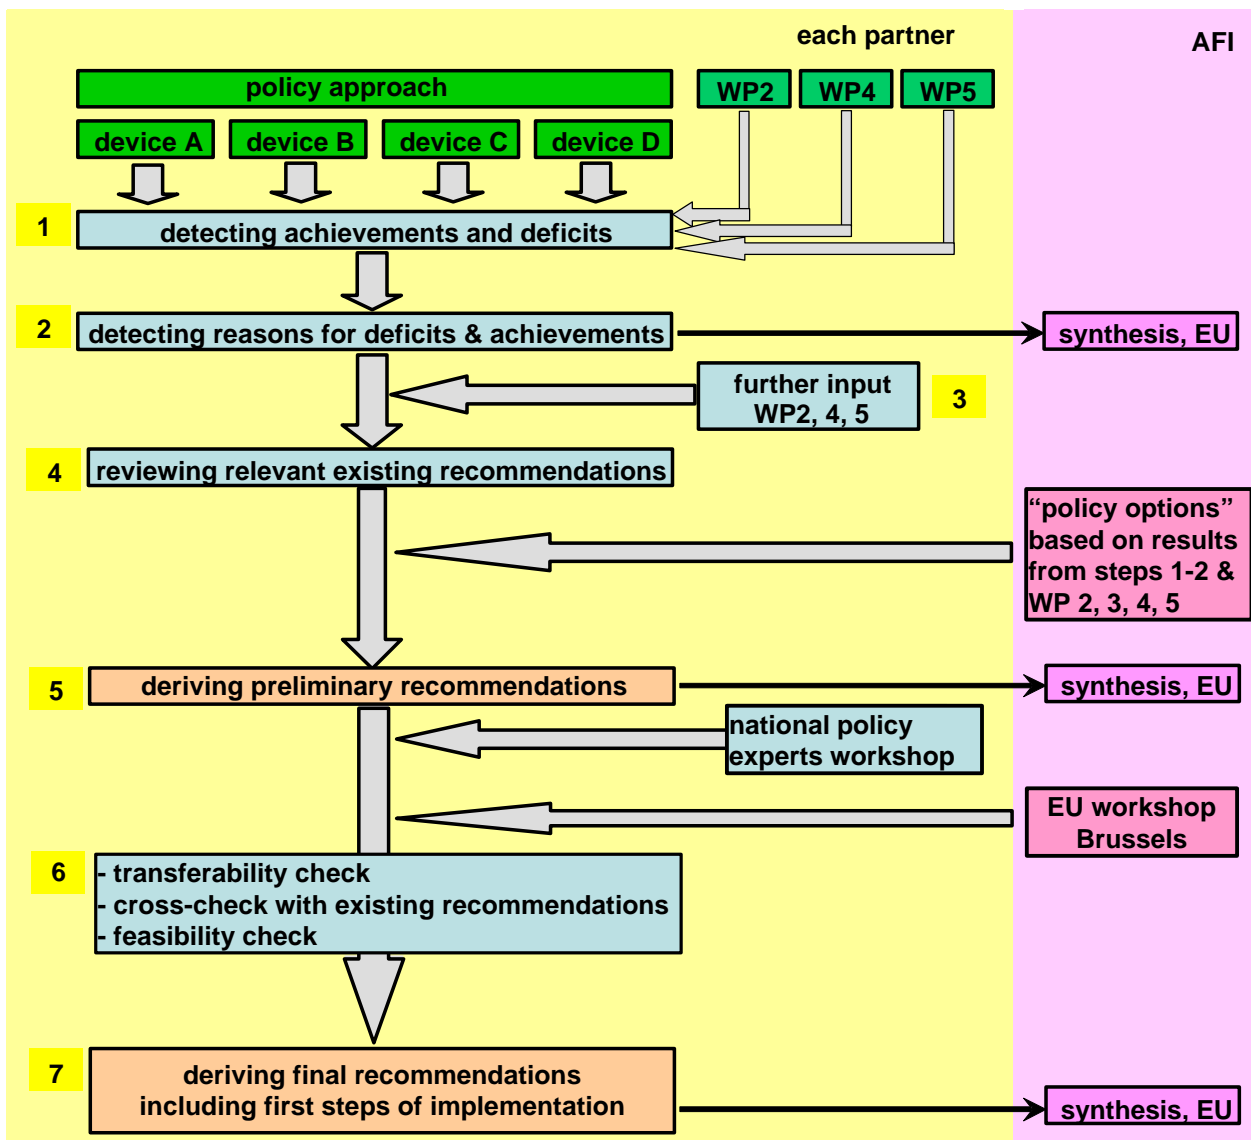 each partner
AFI
policy approach
WP2 WP4 WP5
device A device B device C device D
1
detecting achievements and deficits
2
detecting reasons for deficits & achievements
synthesis, EU
further input
WP2, 4, 5
3
4
reviewing relevant existing recommendations
“policy options”
based on results
from steps 1-2 &
WP 2, 3, 4, 5
5
deriving preliminary recommendations
synthesis, EU
national policy
experts workshop
EU workshop
Brussels
6
- transferability check
- cross-check with existing recommendations
- feasibility check
7
deriving final recommendations
including first steps of implementation
synthesis, EU